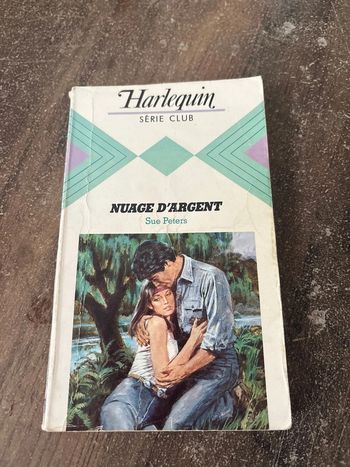 Harlequin
SÉRIE CLUB
NUAGE D'ARGENT
Sue Peters